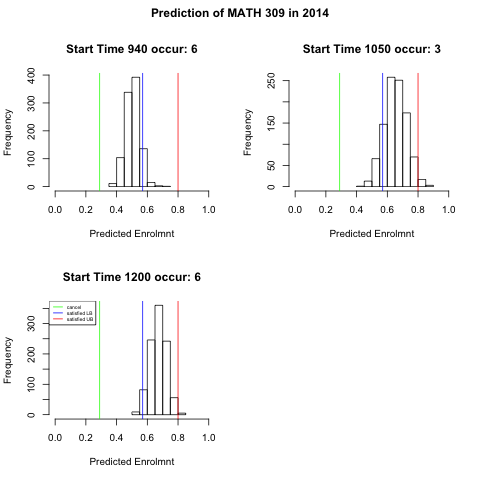 Prediction of MATH 309 in 2014
Start Time 940 occur: 6
Frequency
0 100 200 300 400
0.0 0.2 0.4 0.6 0.8 1.0
Predicted Enrolmnt
Start Time 1050 occur: 3
Frequency
0 50 150 250
0.0 0.2 0.4 0.6 0.8 1.0
Predicted Enrolmnt
Start Time 1200 occur: 6
cancel
satisfied LB
satisfied UB
Frequency
0 100 200 300
0.0 0.2 0.4 0.6 0.8 1.0
Predicted Enrolmnt